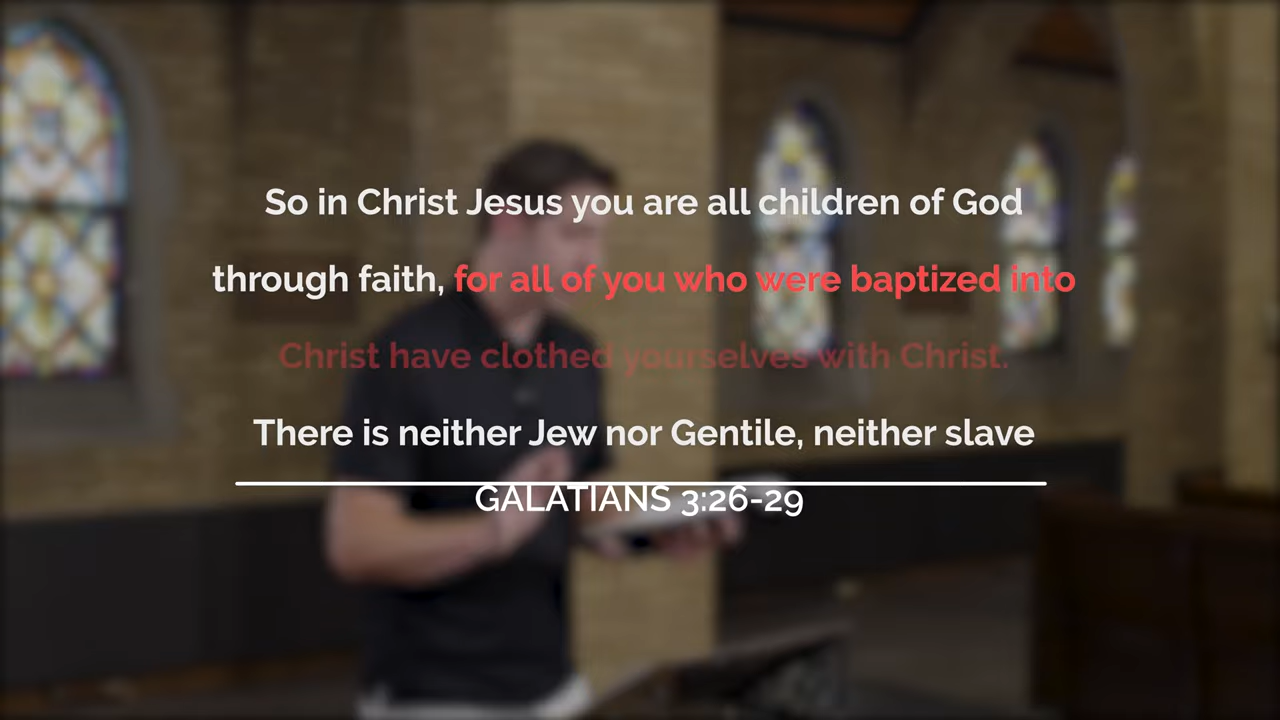 So in Christ Jesus you are all children of God
through faith, for all of you who were baptized into
Christ have clothed yourselves with Christ.
There is neither Jew nor Gentile, neither slave
GALATIANS 3:26-29